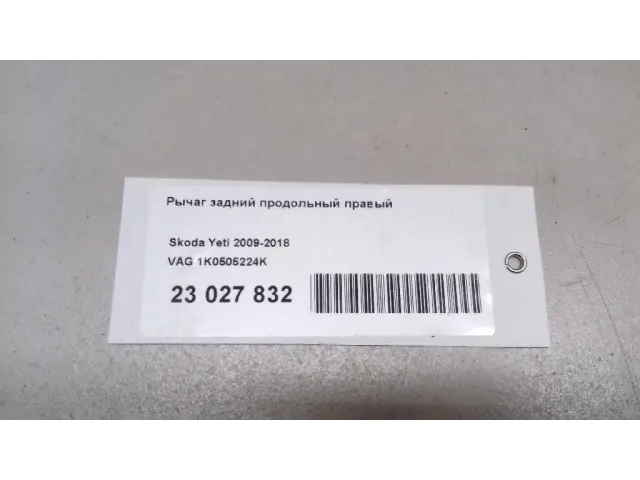 Рычаг задний продольный правый
Skoda Yeti 2009-2018
VAG 1K0505224K
23 027 832